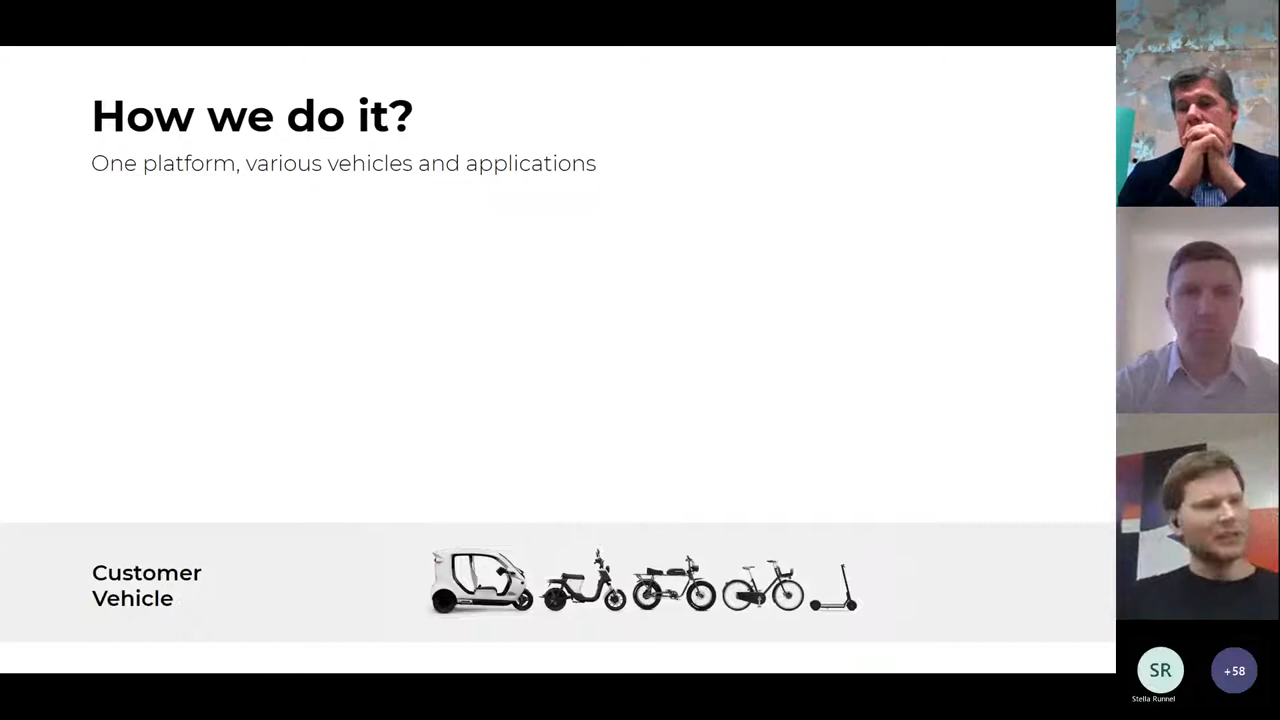 How we do it?
One platform, various vehicles and applications
Customer
Vehicle
SR
+58
Stella Runnel